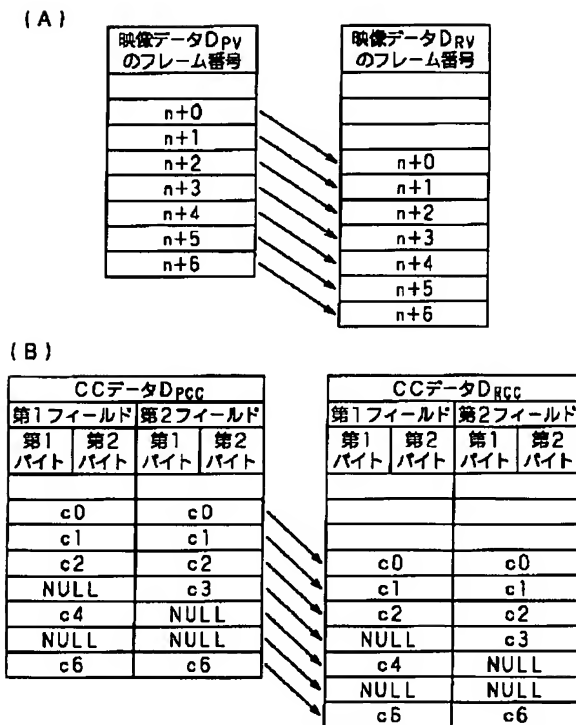 (A)
映像データDPV
のフレーム番号
n+0
n+1
n+2
n+3
n+4
n+5
n+6
映像データDRV
のフレーム番号
n+0
n+1
n+2
n+3
n+4
n+5
n+6
(B)
CCデータDPCC
第1フィールド 第2フィールド
第1 第2 第1 第2
バイト バイト バイト バイト
c0 c0
c1 c1
c2 c2
NULL c3
c4 NULL
NULL NULL
c6 c6
CCデータDRCC
第1フィールド 第2フィールド
第1 第2 第1 第2
バイト バイト バイト バイト
c0 c0
c1 c1
c2 c2
NULL c3
c4 NULL
NULL NULL
c5 c6